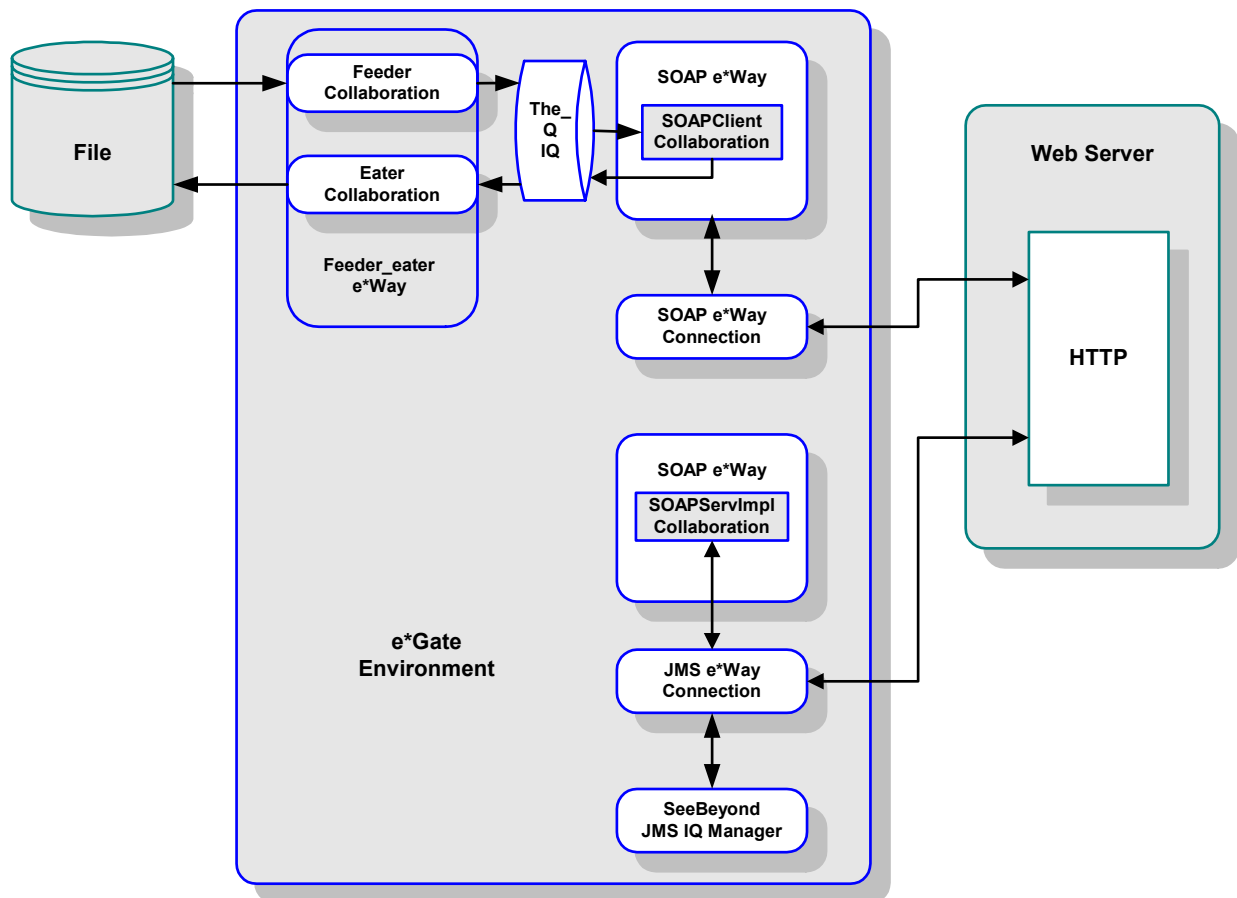 File
Feeder
Collaboration
Eater
Collaboration
Feeder_eater
e*Way
The_
Q
IQ
SOAP e*Way
SOAPClient
Collaboration
SOAP e*Way
Connection
Web Server
HTTP
SOAP e*Way
SOAPServImpl
Collaboration
e*Gate
Environment
JMS e*Way
Connection
SeeBeyond
JMS IQ Manager